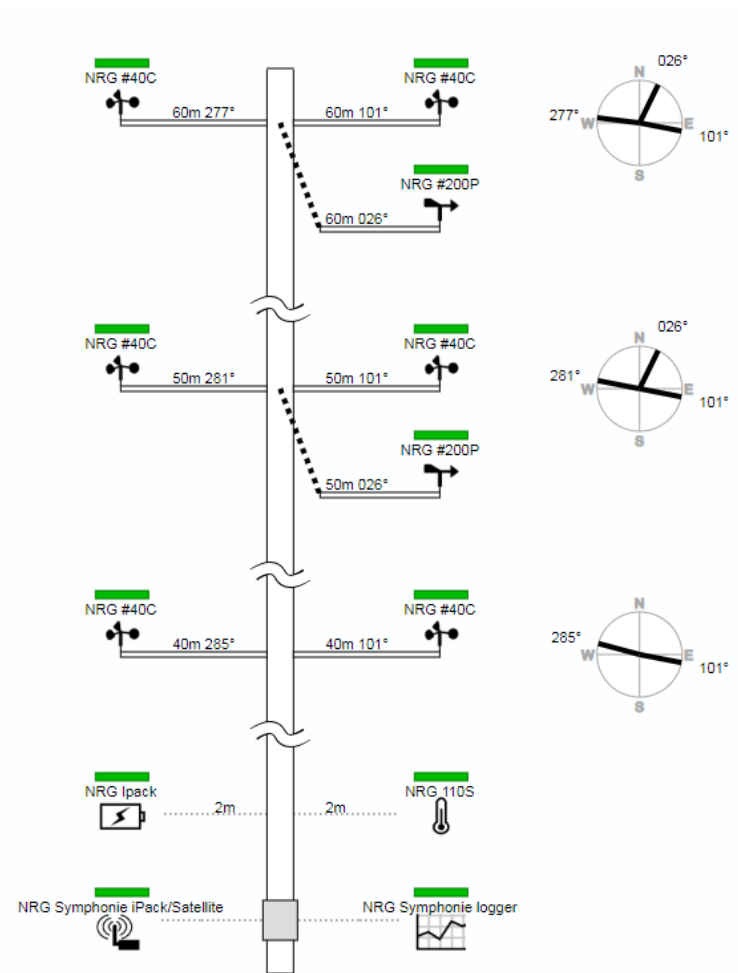 026°
N
NRG #40C
NRG #40C
60m 277°
60m 101°
277°
W
E
101°
S
NRG #200P
60m 026°
026°
N
NRG #40C
NRG #40C
50m 281°
50m 101°
281°
W
E
101°
S
NRG #200P
50m 026°
N
NRG #40C
NRG #40C
40m 285°
40m 101°
285°
W
E
101°
S
NRG Ipack
NRG 110S
2m
2m
NRG Symphonie iPack/Satellite
NRG Symphonie logger